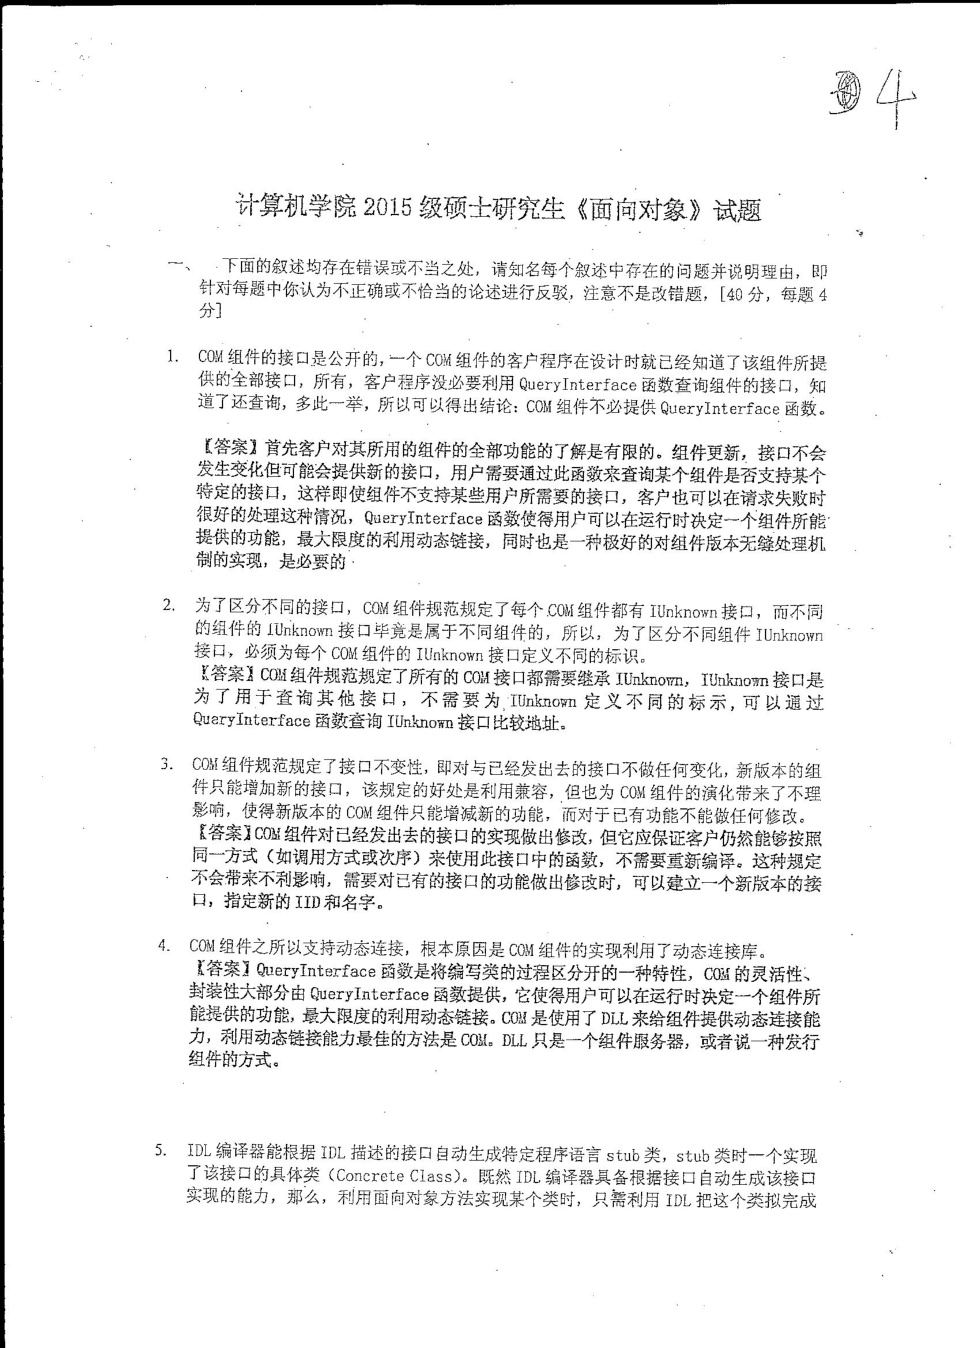 4
计算机学院 2015 级硕士研究生《面向对象》试题
一、 下面的叙述均存在错误或不当之处，请知名每个叙述中存在的问题并说明理由，即
针对每题中你认为不正确或不恰当的论述进行反驳，注意不是改错题，[40 分，每题 4
分]
1. COM 组件的接口是公开的，一个 COM 组件的客户程序在设计时就已经知道了该组件所提
供的全部接口，所有，客户程序没必要利用 QueryInterface 函数查询组件的接口，知
道了还查询，多此一举，所以可以得出结论：COM 组件不必提供 QueryInterface 函数。
【答案】首先客户对其所用的组件的全部功能的了解是有限的。组件更新，接口不会
发生变化但可能会提供新的接口，用户需要通过此函数来查询某个组件是否支持某个
特定的接口，这样即使组件不支持某些用户所需要的接口，客户也可以在请求失败时
很好的处理这种情况，QueryInterface 函数使得用户可以在运行时决定一个组件所能
提供的功能，最大限度的利用动态链接，同时也是一种极好的对组件版本无缝处理机
制的实现，是必要的
2. 为了区分不同的接口，COM 组件规范规定了每个 COM 组件都有 IUnknown 接口，而不同
的组件的 IUnknown 接口毕竟是属于不同组件的，所以，为了区分不同组件 IUnknown
接口，必须为每个 COM 组件的 IUnknown 接口定义不同的标识。
【答案】COM 组件规范规定了所有的 COM 接口都需要继承 IUnknown，IUnknown 接口是
为了用于查询其他接口，不需要为 IUnknown 定义不同的标示,可以通过
QueryInterface 函数查询 IUnknown 接口比较地址。
3. COM 组件规范规定了接口不变性，即对与已经发出去的接口不做任何变化，新版本的组
件只能增加新的接口，该规定的好处是利用兼容，但也为 COM 组件的演化带来了不理
影响，使得新版本的 COM 组件只能增减新的功能，而对于已有功能不能做任何修改。
【答案】COM 组件对已经发出去的接口的实现做出修改，但它应保证客户仍然能够按照
同一方式（如调用方式或次序）来使用此接口中的函数，不需要重新编译。这种规定
不会带来不利影响，需要对已有的接口的功能做出修改时，可以建立一个新版本的接
口，指定新的 IID 和名字。
4. COM 组件之所以支持动态连接，根本原因是 COM 组件的实现利用了动态连接库。
【答案】QueryInterface 函数是将编写类的过程区分开的一种特性，COM 的灵活性、
封装性大部分由 QueryInterface 函数提供，它使得用户可以在运行时决定一个组件所
能提供的功能，最大限度的利用动态链接。COM 是使用了 DLL 来给组件提供动态连接能
力，利用动态链接能力最佳的方法是 COM。DLL 只是一个组件服务器，或者说一种发行
组件的方式。
5. IDL 编译器能根据 IDL 描述的接口自动生成特定程序语言 stub 类，stub 类时一个实现
了该接口的具体类（Concrete Class）。既然 IDL 编译器具备根据接口自动生成该接口
实现的能力，那么，利用面向对象方法实现某个类时，只需利用 IDL 把这个类拟完成